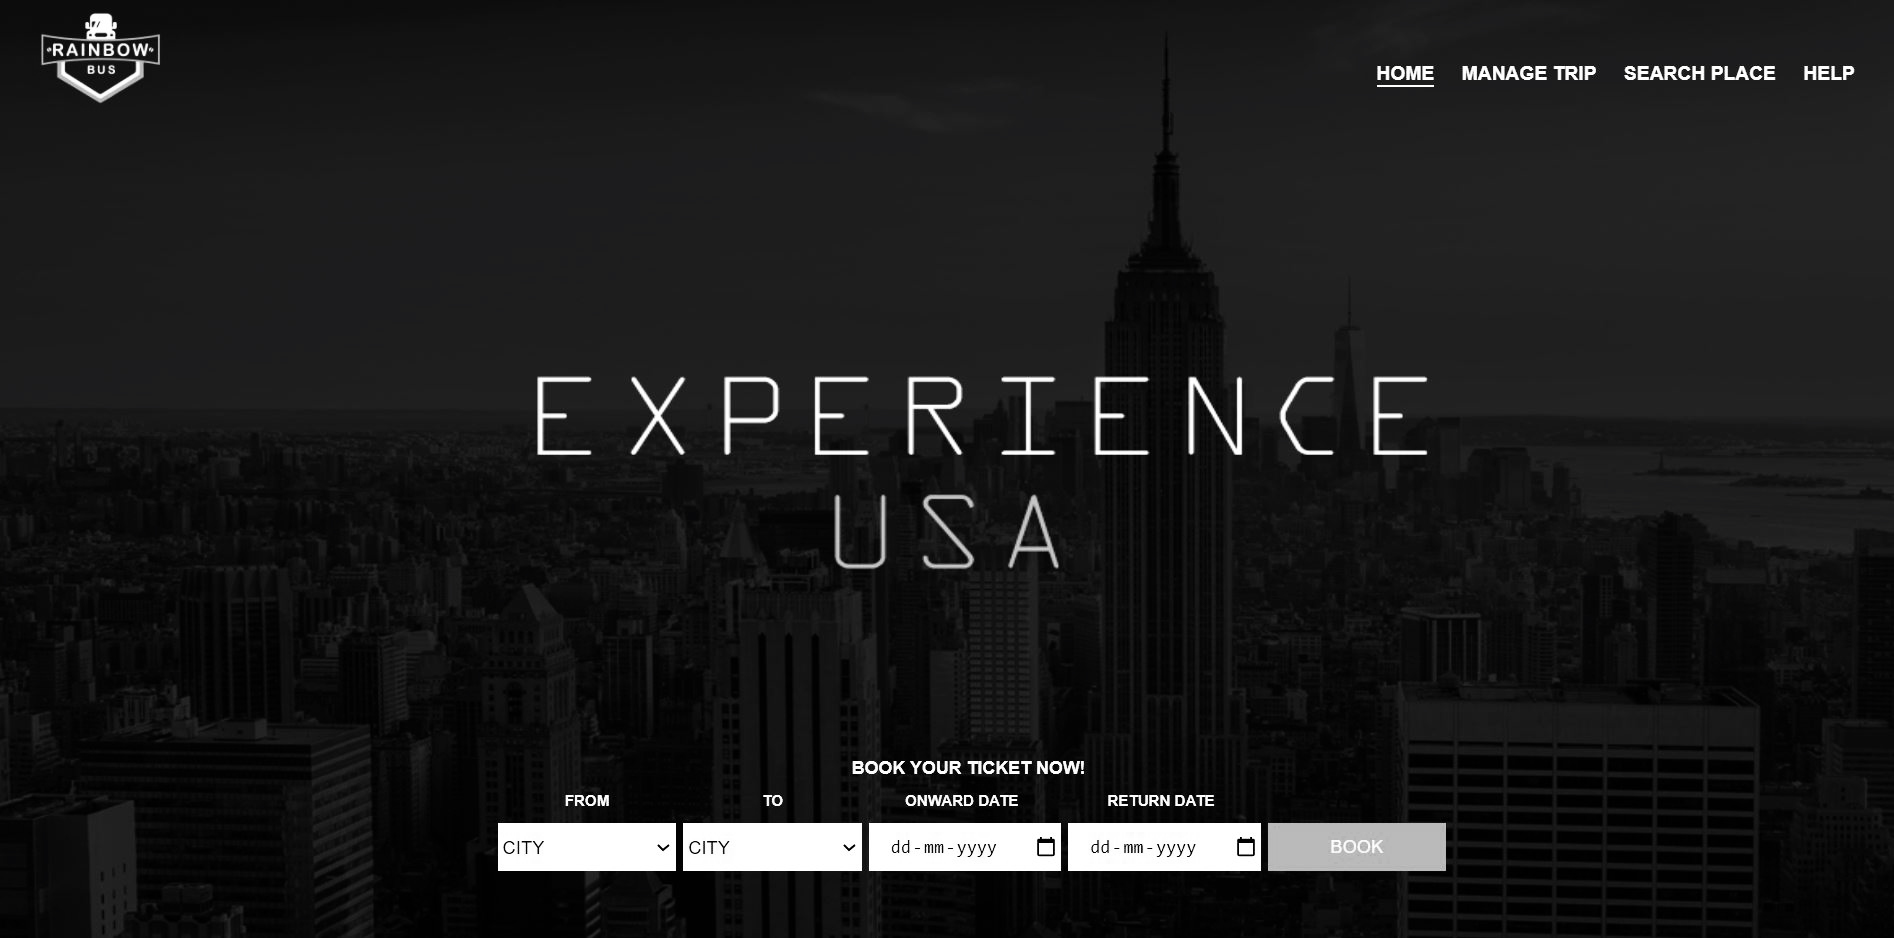 RAINBOW
BUS
HOME MANAGE TRIP SEARCH PLACE HELP
EXPERIENCE
USA
BOOK YOUR TICKET NOW!
FROM TO ONWARD DATE RETURN DATE
CITY CITY dd-mm-yyyy dd-mm-yyyy BOOK